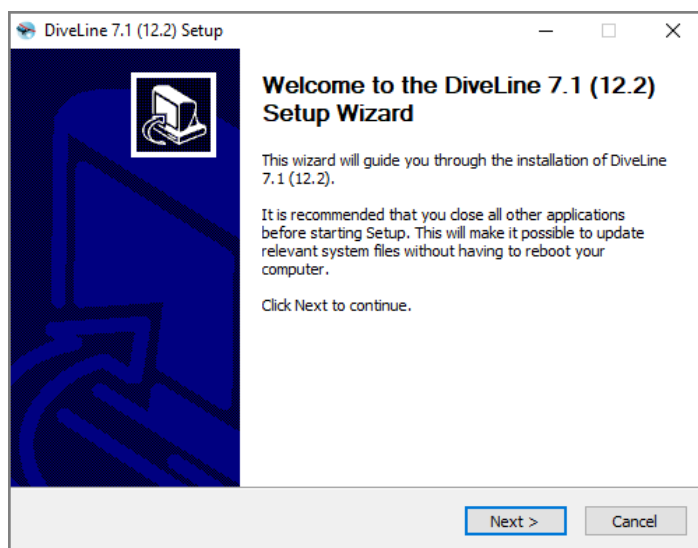 DiveLine 7.1 (12.2) Setup
Welcome to the DiveLine 7.1 (12.2)
Setup Wizard
This wizard will guide you through the installation of DiveLine
7.1 (12.2).
It is recommended that you close all other applications
before starting Setup. This will make it possible to update
relevant system files without having to reboot your
computer.
Click Next to continue.
Next >
Cancel